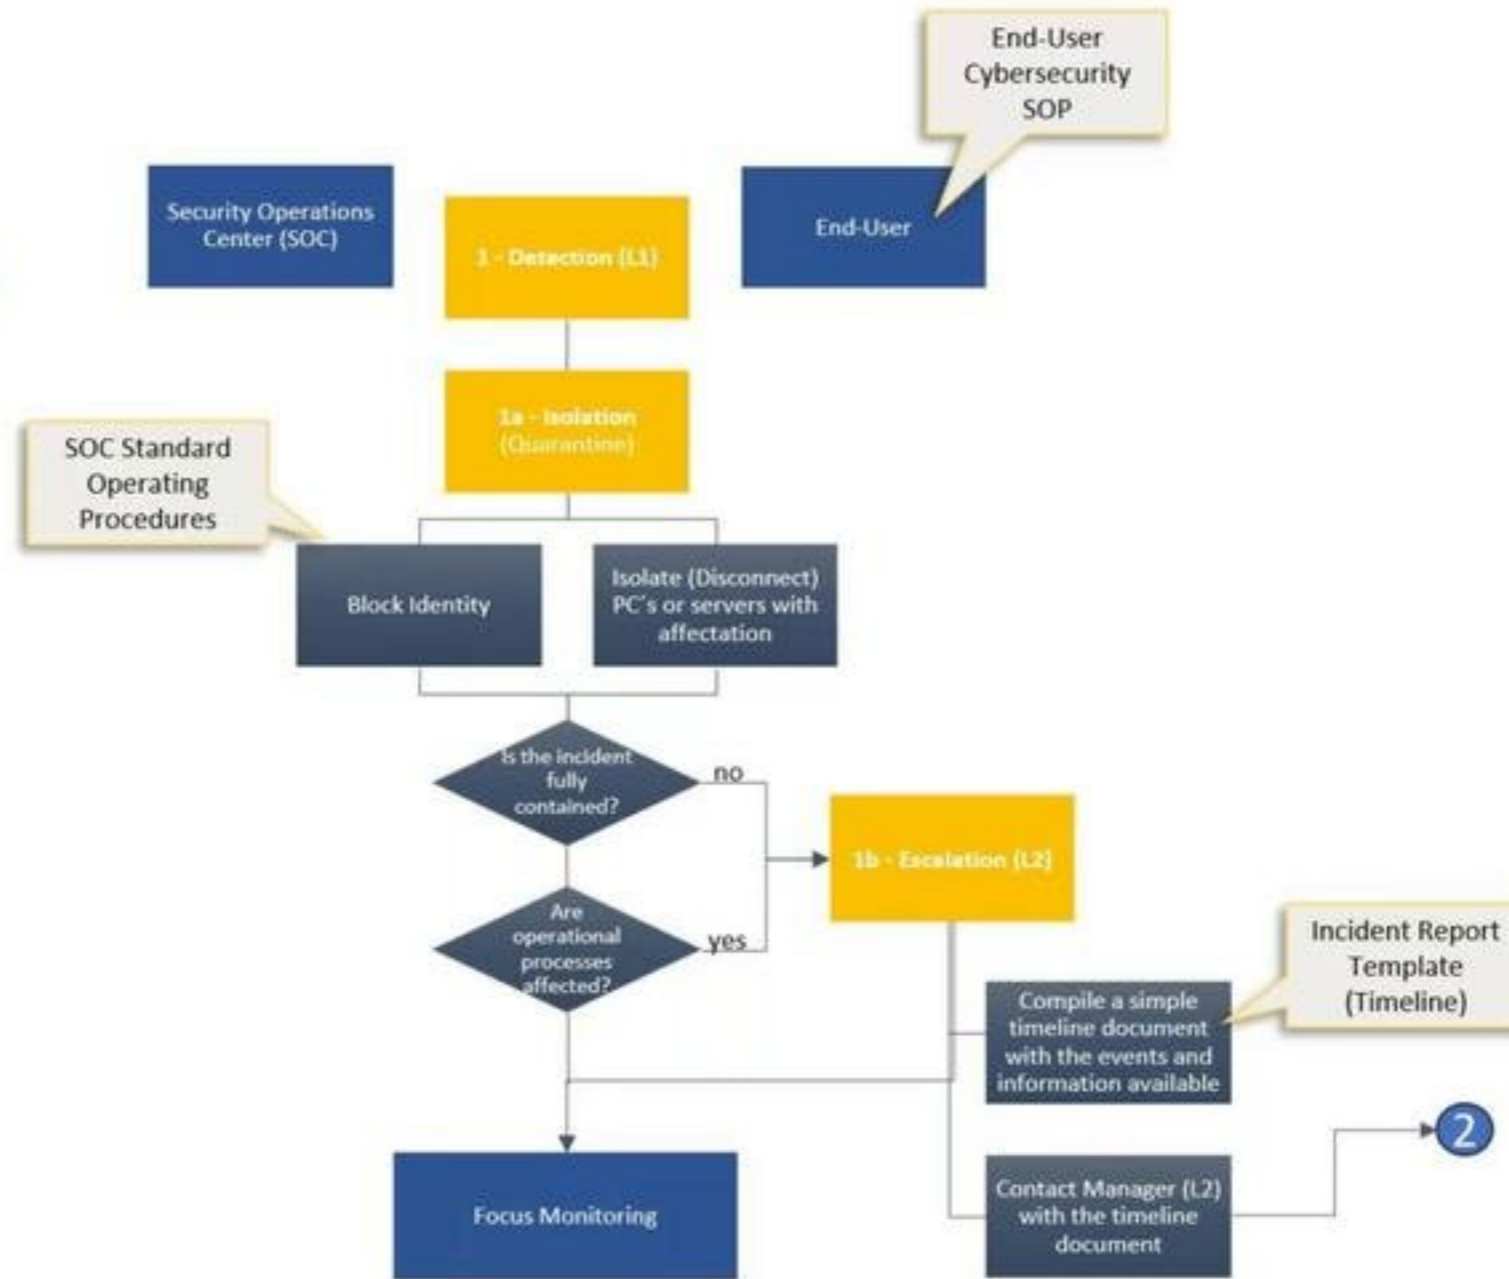 End-User
Cybersecurity
SOP
Security Operations
Center (SOC)
1 - Detection (L1)
End-User
1a - Isolation
(Quarantine)
SOC Standard
Operating
Procedures
Block Identity
Isolate (Disconnect)
PC´s or servers with
affectation
Is the incident
fully
contained?
no
1b - Escalation (L2)
Are
operational
processes
affected?
yes
Incident Report
Template
(Timeline)
Compile a simple
timeline document
with the events and
information available
2
Contact Manager (L2)
with the timeline
document
Focus Monitoring